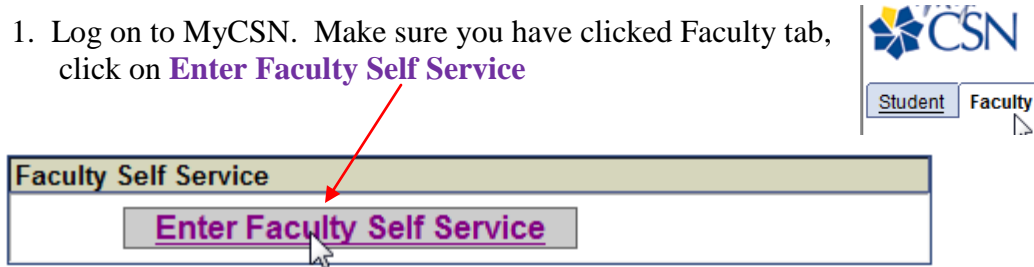 1. Log on to MyCSN. Make sure you have clicked Faculty tab,
click on Enter Faculty Self Service
CSN
Student Faculty
Faculty Self Service
Enter Faculty Self Service